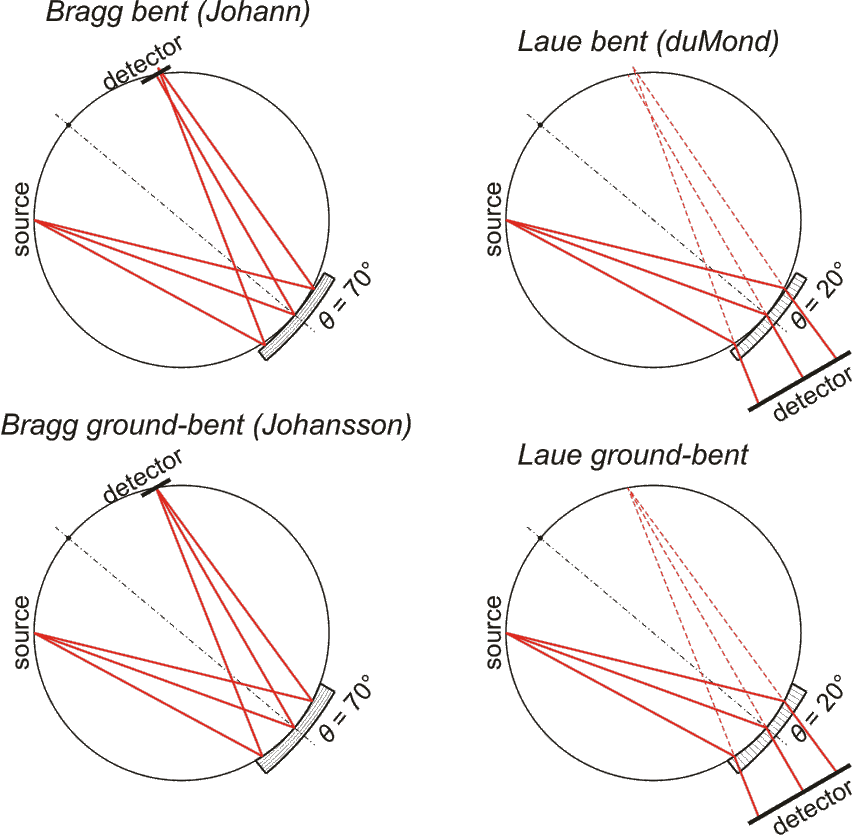 Bragg bent (Johann)
detector
source
θ = 70°
Laue bent (duMond)
source
θ = 20°
detector
Bragg ground-bent (Johansson)
detector
source
θ = 70°
Laue ground-bent
source
θ = 20°
detector